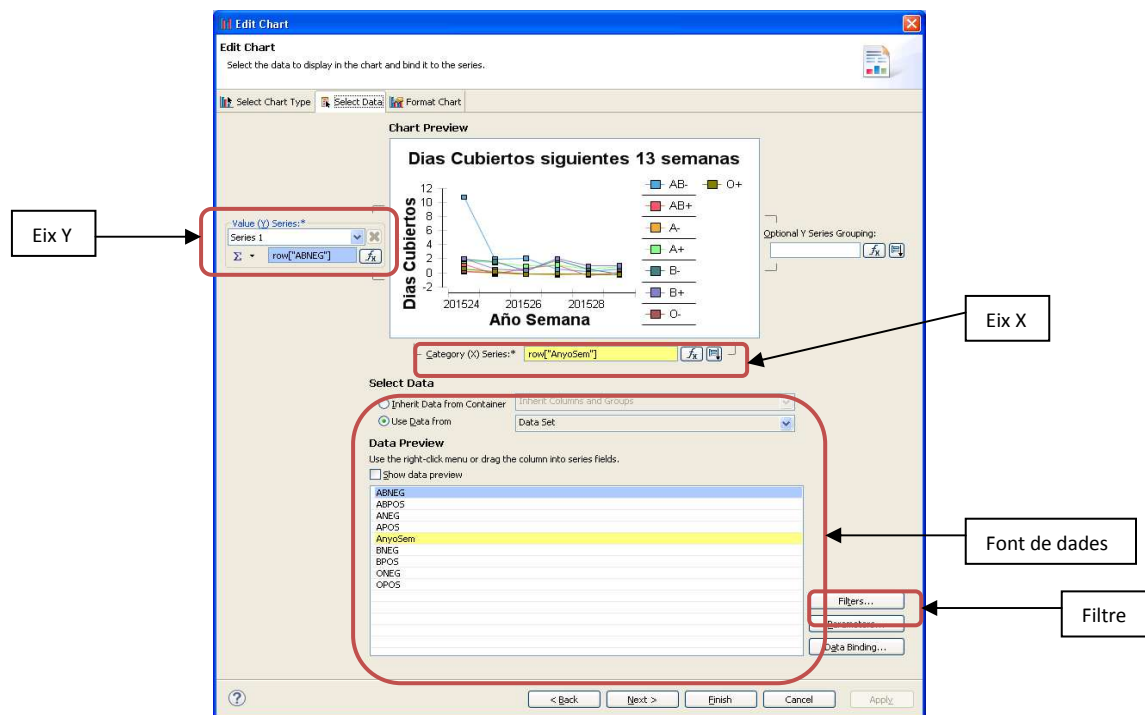 Edit Chart
Edit Chart
Select the data to display in the chart and bind it to the series.
Select Chart Type
Select Data
Format Chart
Chart Preview
Dias Cubiertos siguientes 13 semanas
Dias Cubiertos
12
10
8
6
4
2
0
-2
201524 201526 201528
Año Semana
AB- O+
AB+
A-
A+
B-
B+
O-
Eix Y
Value (Y) Series:*
Series 1
Σ row["ABNEG"] fx
Optional Y Series Grouping:
fx
Eix X
Category (X) Series:* row["AnyoSem"] fx
Select Data
Inherit Data from Container Inherit Columns and Groups
Use Data from Data Set
Data Preview
Use the right-click menu or drag the column into series fields.
Show data preview
ABNEG
ABPOS
ANEG
APOS
AnyoSem
BNEG
BPOS
ONEG
OPOS
Font de dades
Filters...
Filtre
Parameters...
Data Binding...
?
< Back
Next >
Finish
Cancel
Apply